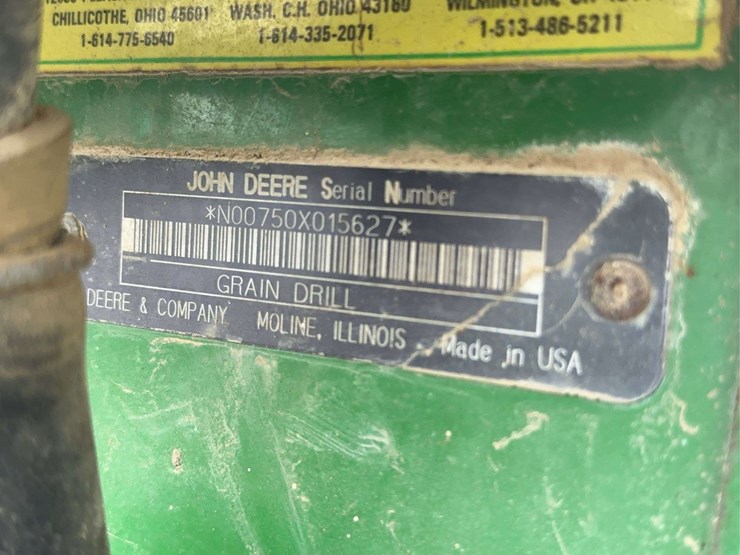 CHILLICOTHE, OHIO 45601 WASH. C.H. OHIO 43160
1-614-775-6540 1-614-335-2071 1-513-486-5211
JOHN DEERE Serial Number
*N00750X015627*
GRAIN DRILL
DEERE & COMPANY MOLINE, ILLINOIS Made in USA